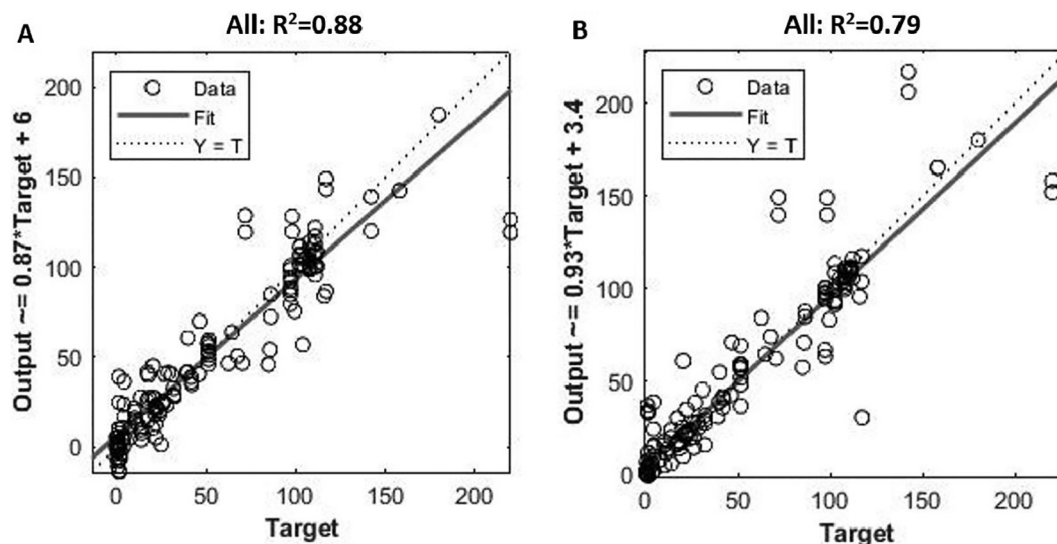 A
All: R²=0.88
Output ~= 0.87*Target + 6
200
150
100
50
0
Data
Fit
Y = T
0
50
100
150
200
Target
B
All: R²=0.79
Output ~= 0.93*Target + 3.4
200
150
100
50
0
Data
Fit
Y = T
0
50
100
150
200
Target